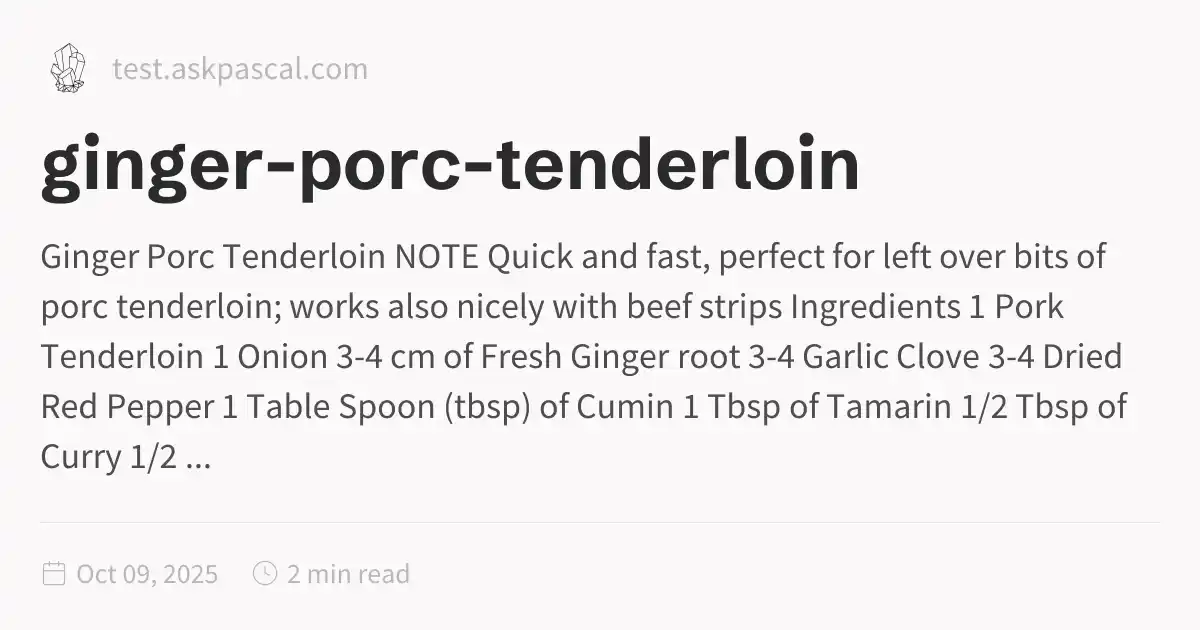 test.askpascal.com
ginger-porc-tenderloin
Ginger Porc Tenderloin NOTE Quick and fast, perfect for left over bits of
porc tenderloin; works also nicely with beef strips Ingredients 1 Pork
Tenderloin 1 Onion 3-4 cm of Fresh Ginger root 3-4 Garlic Clove 3-4 Dried
Red Pepper 1 Table Spoon (tbsp) of Cumin 1 Tbsp of Tamarin 1/2 Tbsp of
Curry 1/2 ...
Oct 09, 2025 2 min read